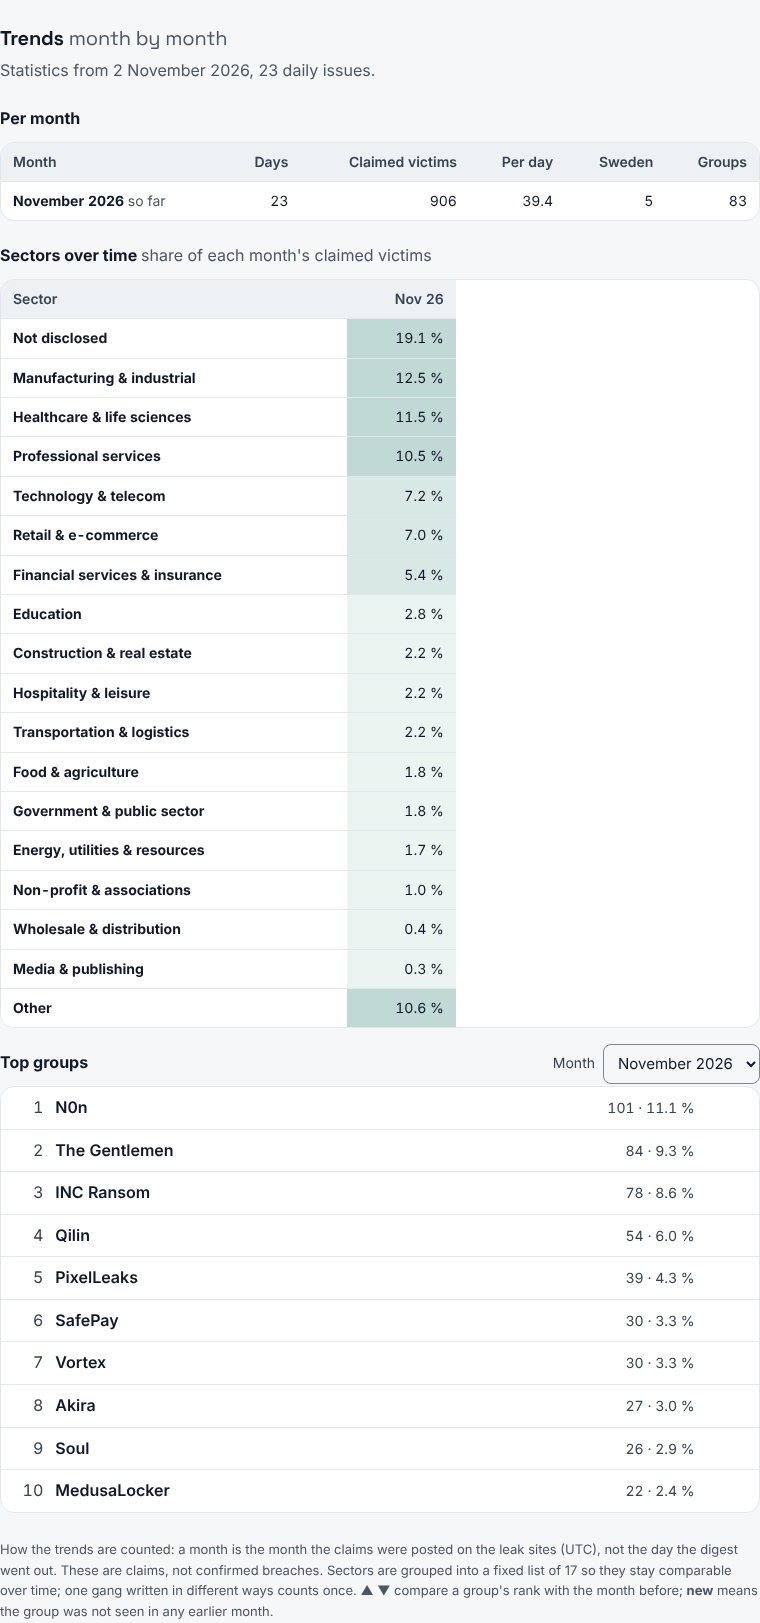 Trends month by month
Statistics from 2 November 2026, 23 daily issues.
Per month
Month Days Claimed victims Per day Sweden Groups
November 2026 so far 23 906 39.4 5 83
Sectors over time share of each month's claimed victims
Sector Nov 26
Not disclosed 19.1 %
Manufacturing & industrial 12.5 %
Healthcare & life sciences 11.5 %
Professional services 10.5 %
Technology & telecom 7.2 %
Retail & e-commerce 7.0 %
Financial services & insurance 5.4 %
Education 2.8 %
Construction & real estate 2.2 %
Hospitality & leisure 2.2 %
Transportation & logistics 2.2 %
Food & agriculture 1.8 %
Government & public sector 1.8 %
Energy, utilities & resources 1.7 %
Non-profit & associations 1.0 %
Wholesale & distribution 0.4 %
Media & publishing 0.3 %
Other 10.6 %
Top groups Month November 2026
1 N0n 101 · 11.1 %
2 The Gentlemen 84 · 9.3 %
3 INC Ransom 78 · 8.6 %
4 Qilin 54 · 6.0 %
5 PixelLeaks 39 · 4.3 %
6 SafePay 30 · 3.3 %
7 Vortex 30 · 3.3 %
8 Akira 27 · 3.0 %
9 Soul 26 · 2.9 %
10 MedusaLocker 22 · 2.4 %
How the trends are counted: a month is the month the claims were posted on the leak sites (UTC), not the day the digest
went out. These are claims, not confirmed breaches. Sectors are grouped into a fixed list of 17 so they stay comparable
over time; one gang written in different ways counts once. ▲ ▼ compare a group's rank with the month before; new means
the group was not seen in any earlier month.